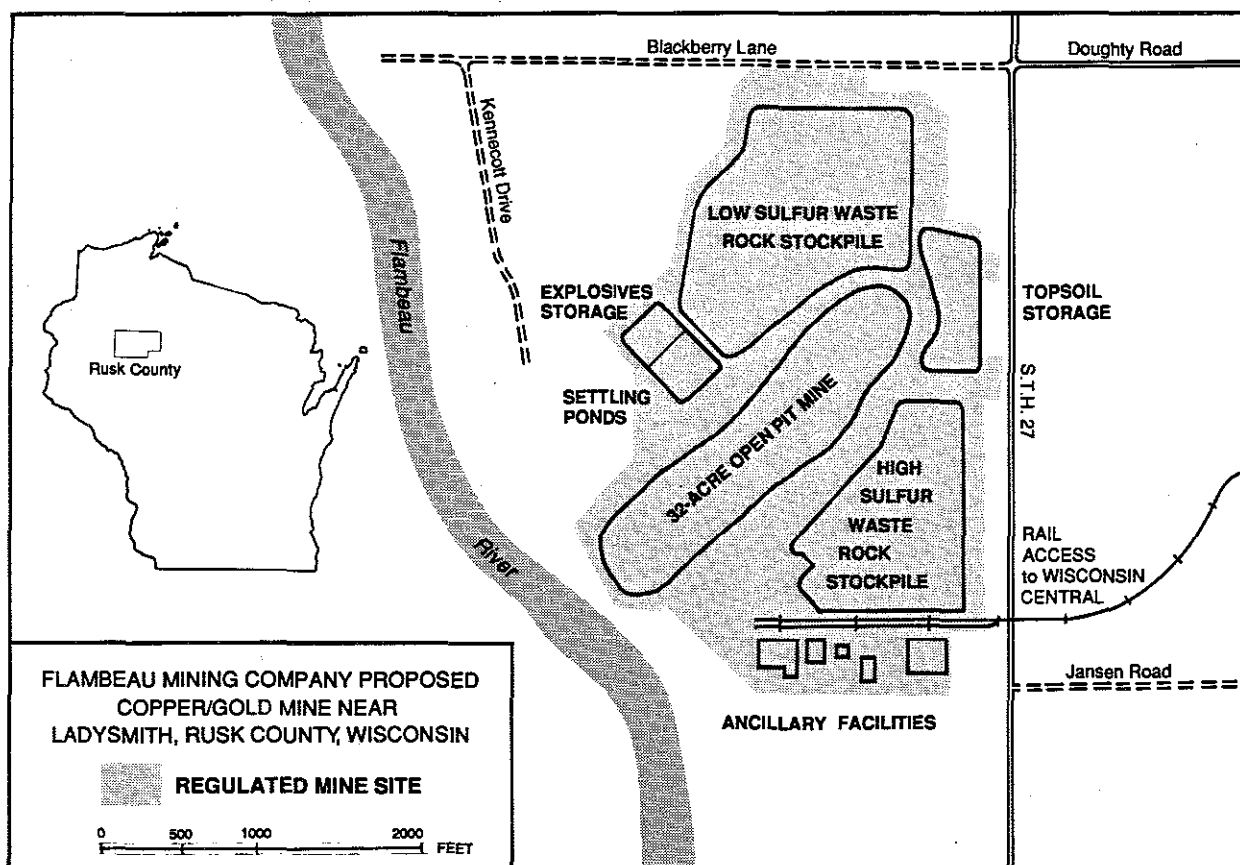 Blackberry Lane
Doughty Road
Kennecott Drive
Flambeau
River
LOW SULFUR WASTE
ROCK STOCKPILE
EXPLOSIVES
STORAGE
TOPSOIL
STORAGE
Rusk County
SETTLING
PONDS
S.T.H. 27
32-ACRE OPEN PIT MINE
HIGH
SULFUR
WASTE
ROCK
STOCKPILE
RAIL
ACCESS
to WISCONSIN
CENTRAL
Jansen Road
ANCILLARY FACILITIES
FLAMBEAU MINING COMPANY PROPOSED
COPPER/GOLD MINE NEAR
LADYSMITH, RUSK COUNTY, WISCONSIN
REGULATED MINE SITE
0 500 1000 2000
FEET